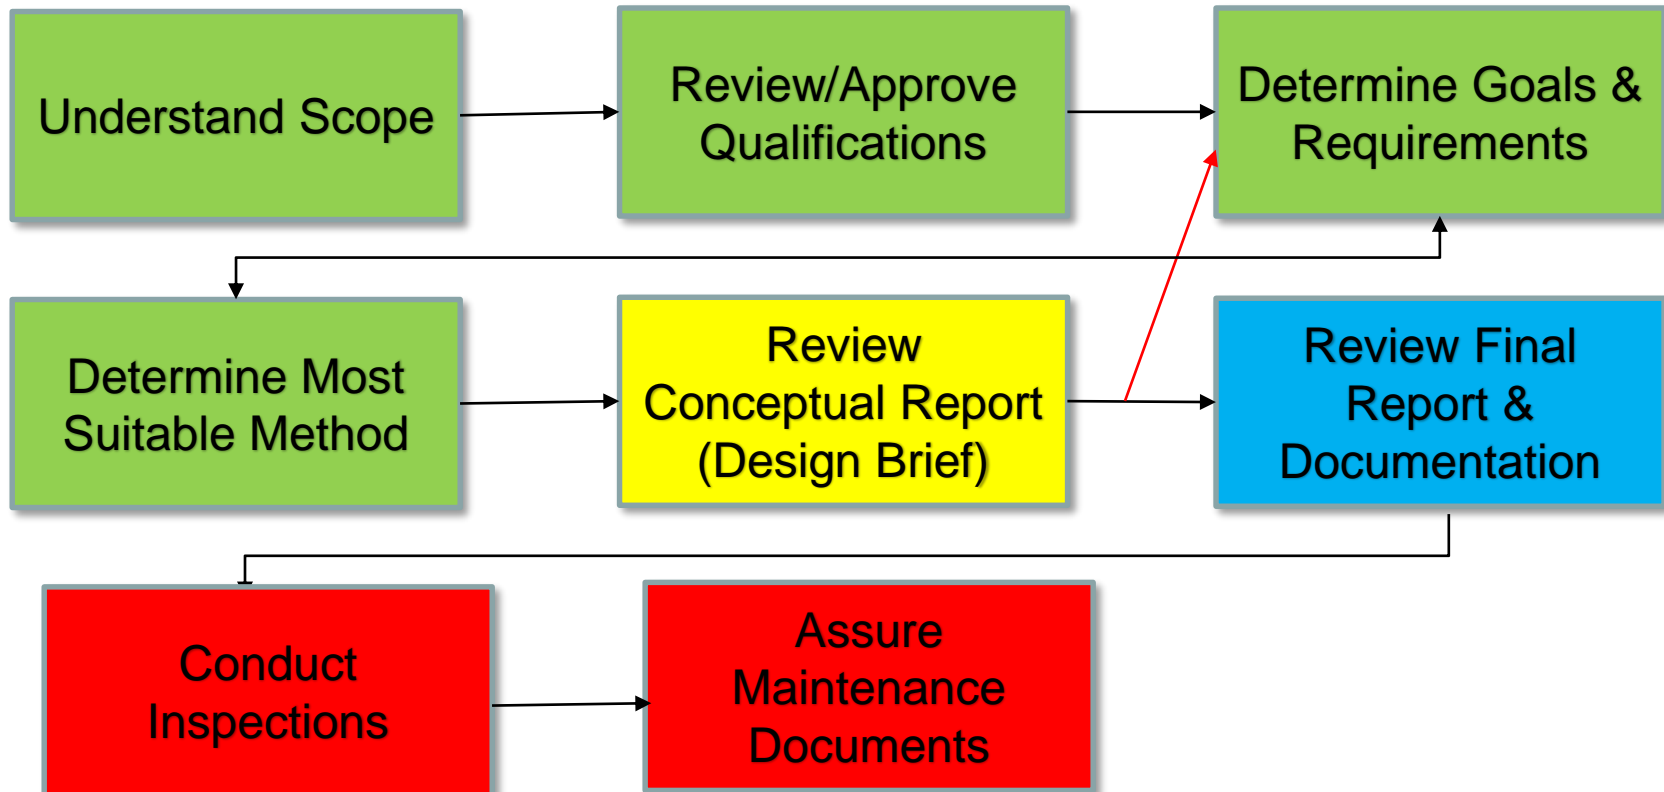 Understand Scope
Review/Approve
Qualifications
Determine Goals &
Requirements
Determine Most
Suitable Method
Review
Conceptual Report
(Design Brief)
Review Final
Report &
Documentation
Conduct
Inspections
Assure
Maintenance
Documents